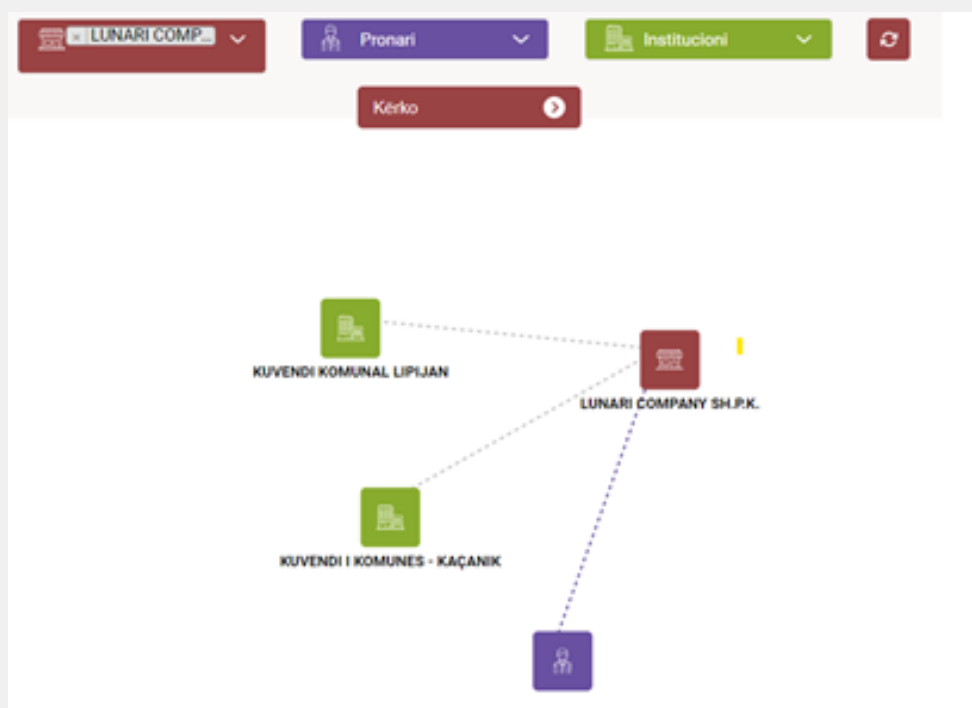 × LUNARI COMP...
Pronari
Institucioni
Kërko
KUVENDI KOMUNAL LIPIJAN
LUNARI COMPANY SH.P.K.
KUVENDI I KOMUNES - KAÇANIK